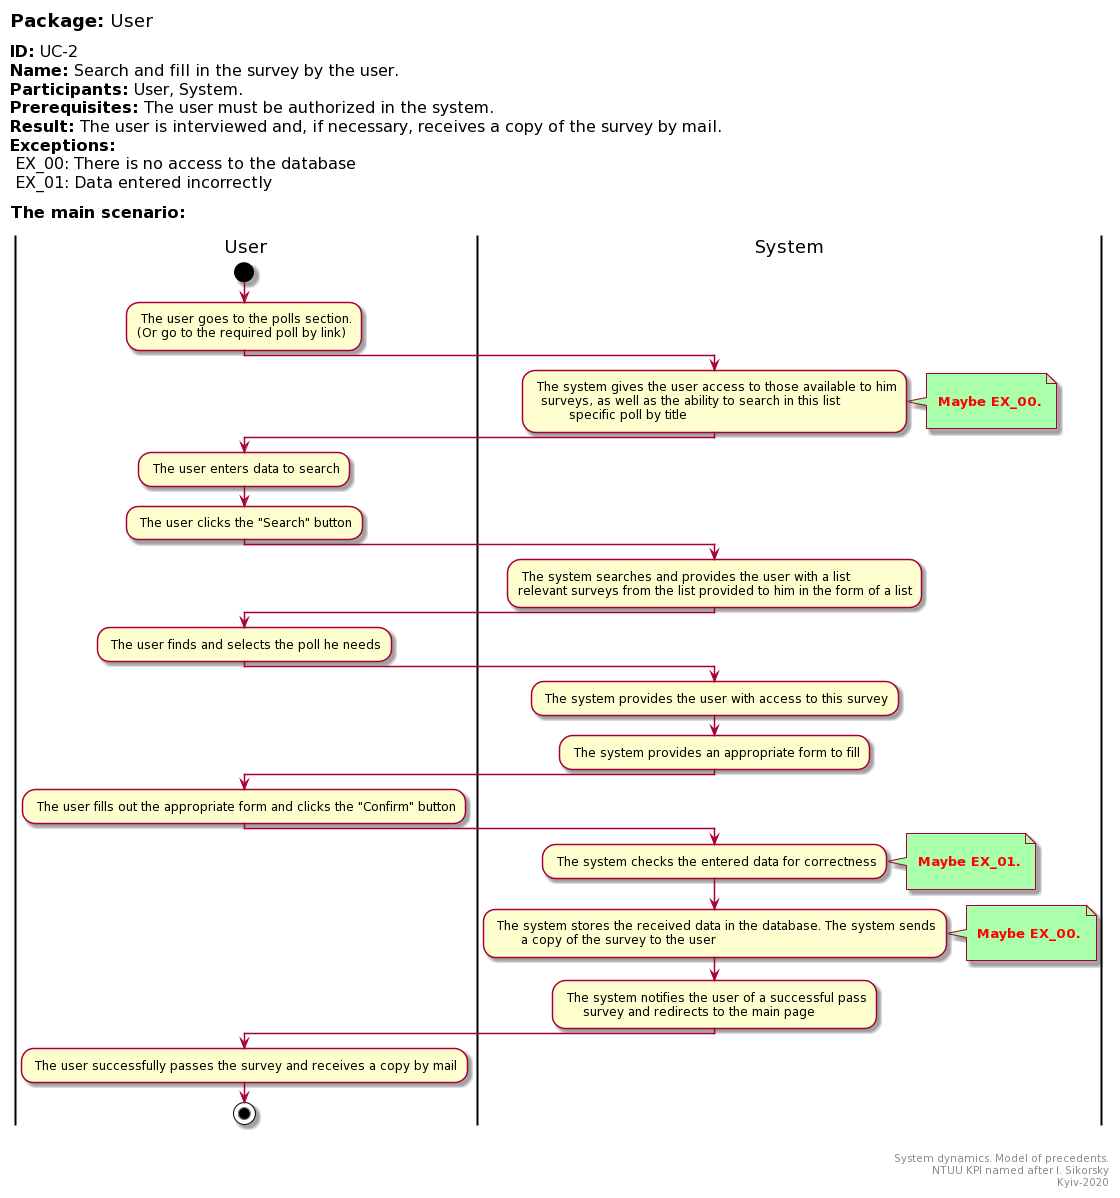 Package: User
ID: UC-2
Name: Search and fill in the survey by the user.
Participants: User, System.
Prerequisites: The user must be authorized in the system.
Result: The user is interviewed and, if necessary, receives a copy of the survey by mail.
Exceptions:
EX_00: There is no access to the database
EX_01: Data entered incorrectly
The main scenario:
User
System
The user goes to the polls section.
(Or go to the required poll by link)
The system gives the user access to those available to him
surveys, as well as the ability to search in this list
specific poll by title
Maybe EX_00.
The user enters data to search
The user clicks the "Search" button
The system searches and provides the user with a list
relevant surveys from the list provided to him in the form of a list
The user finds and selects the poll he needs
The system provides the user with access to this survey
The system provides an appropriate form to fill
The user fills out the appropriate form and clicks the "Confirm" button
The system checks the entered data for correctness
Maybe EX_01.
The system stores the received data in the database. The system sends
a copy of the survey to the user
Maybe EX_00.
The system notifies the user of a successful pass
survey and redirects to the main page
The user successfully passes the survey and receives a copy by mail
System dynamics. Model of precedents.
NTUU KPI named after I. Sikorsky
Kyiv-2020